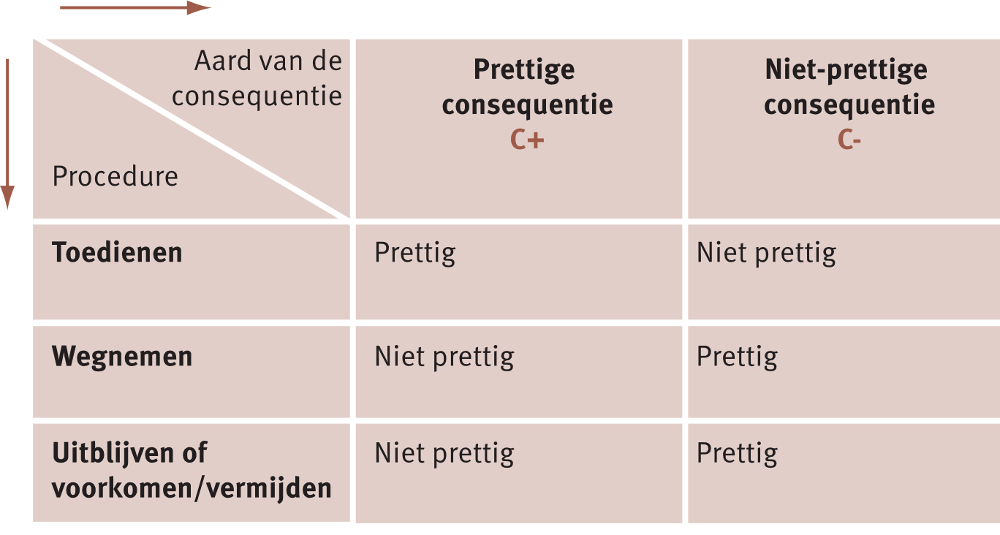 Aard van de
consequentie
Procedure
Prettige
consequentie
C+
Niet-prettige
consequentie
C-
Toedienen
Prettig
Niet prettig
Wegnemen
Niet prettig
Prettig
Uitblijven of
voorkomen/vermijden
Niet prettig
Prettig